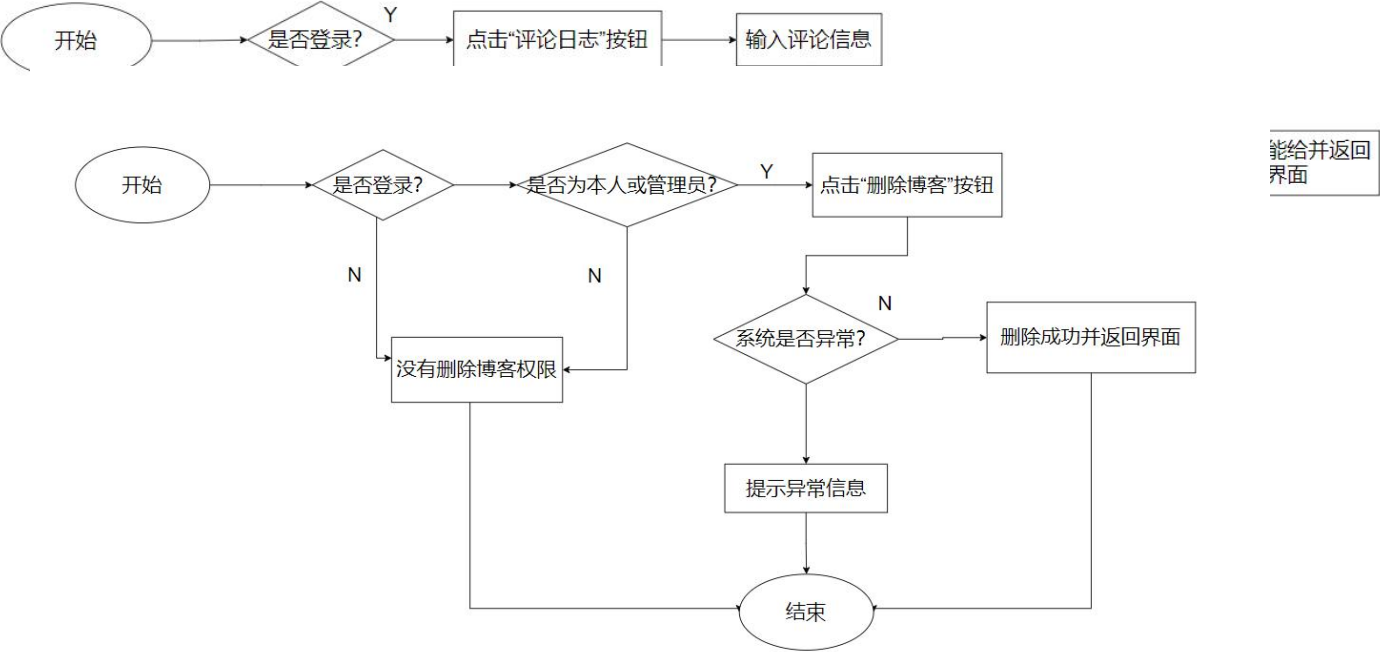 Y
开始
是否登录?
点击“评论日志”按钮
输入评论信息
能给并返回
界面
开始
是否登录?
是否为本人或管理员?
Y
点击“删除博客”按钮
N
N
N
系统是否异常?
删除成功并返回界面
没有删除博客权限
提示异常信息
结束